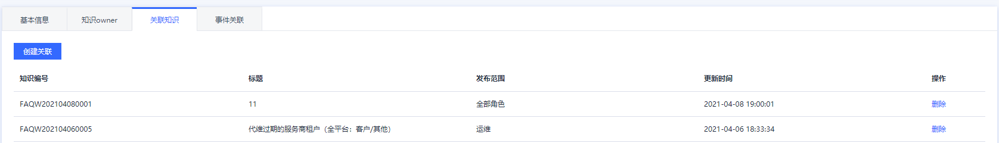 基本信息 知识owner 关联知识 事件关联
创建关联
知识编号 标题 发布范围 更新时间 操作
FAQW202104080001 11 全部角色 2021-04-08 19:00:01 删除
FAQW202104060005 代维过期的服务商租户（全平台：客户/其他） 运维 2021-04-06 18:33:34 删除